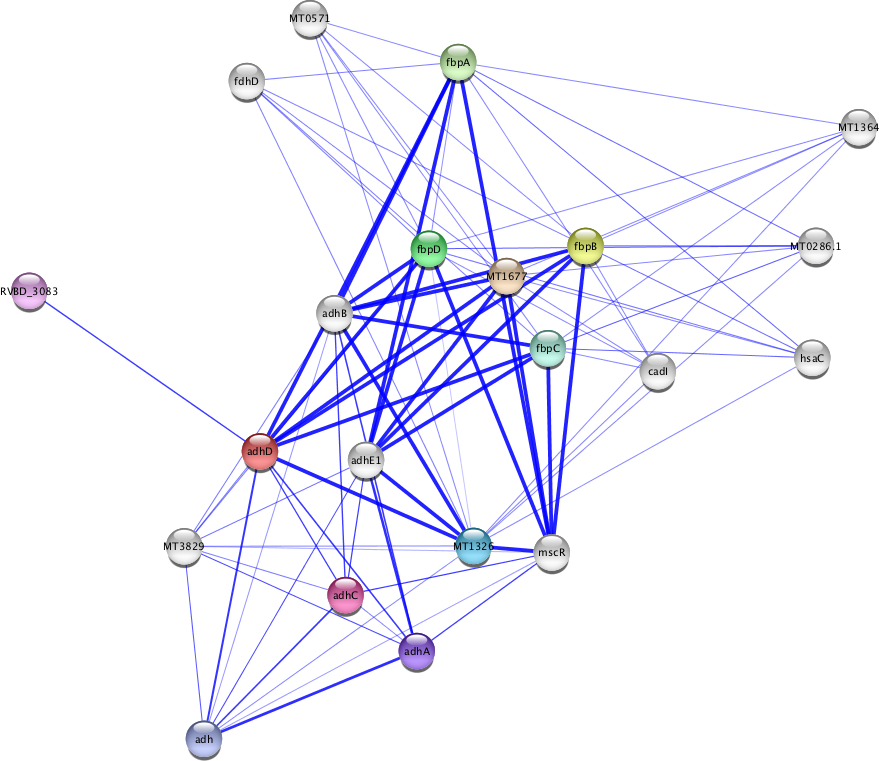 MT0571
fbpA
fdhD
MT1364
fbpD
fbpB
MT0286.1
MT1677
RVBD_3083
adhB
fbpC
hsaC
cadI
adhD
adhE1
MT3829
MT1326
mscR
adhC
adhA
adh